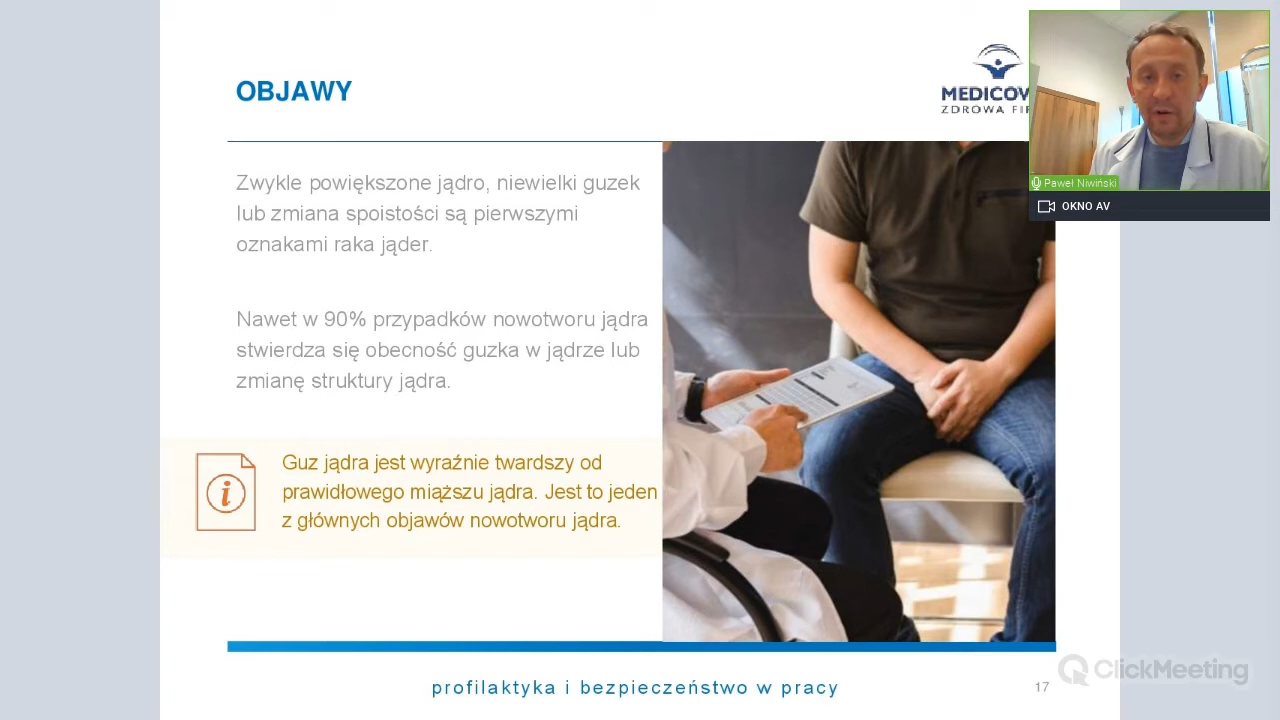 OBJAWY
MEDICOV
ZDROWA FIR
Paweł Niwiński
OKNO AV
Zwykle powiększone jądro, niewielki guzek
lub zmiana spoistości są pierwszymi
oznakami raka jąder.
Nawet w 90% przypadków nowotworu jądra
stwierdza się obecność guzka w jądrze lub
zmianę struktury jądra.
i
Guz jądra jest wyraźnie twardszy od
prawidłowego miąższu jądra. Jest to jeden
z głównych objawów nowotworu jądra.
profilaktyka i bezpieczeństwo w pracy
17
ClickMeeting